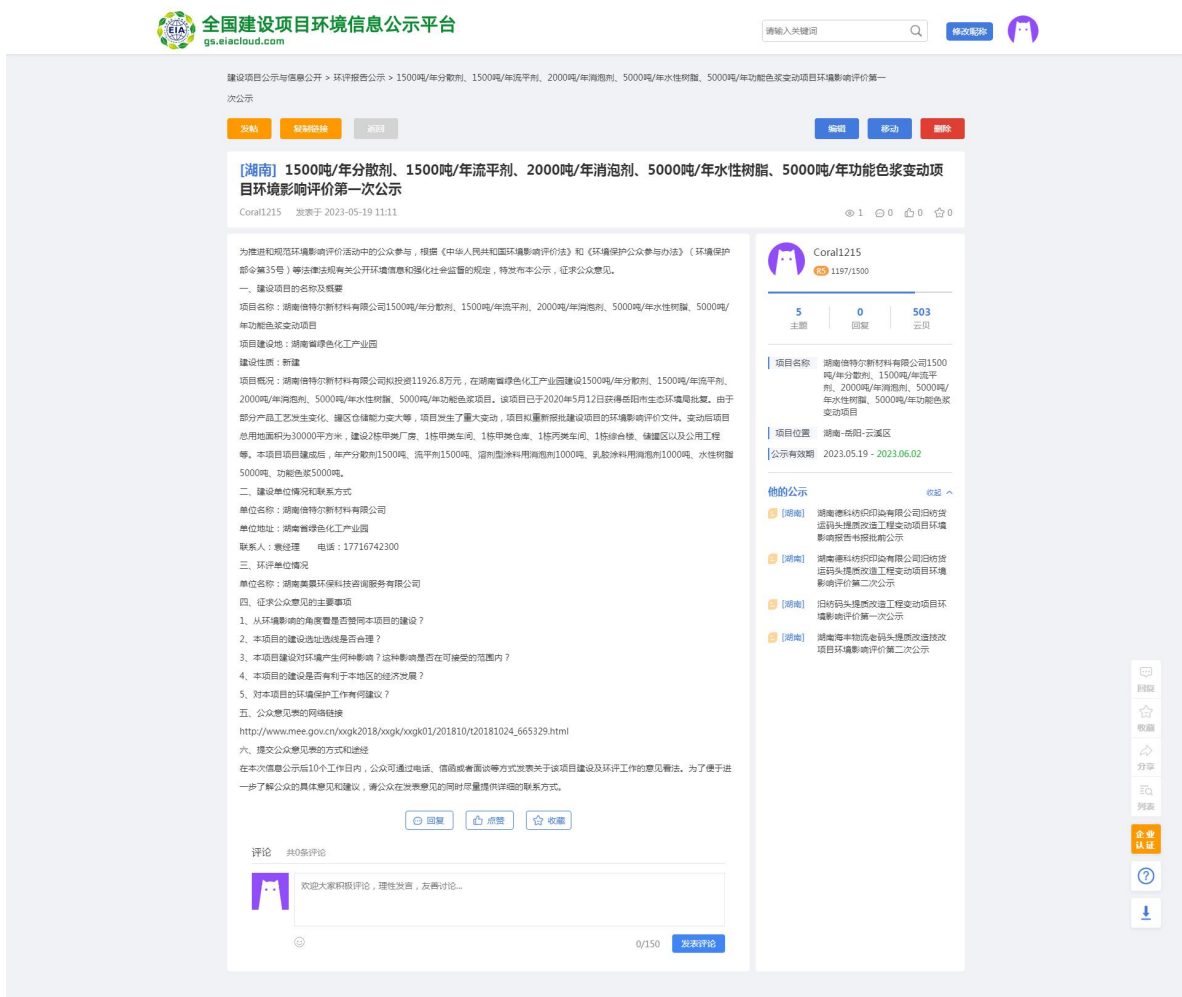 全国建设项目环境信息公示平台
gs.eiacloud.com
EIA
请输入关键词
修改昵称
建设项目公示与信息公开 > 环评报告公示 > 1500吨/年分散剂、1500吨/年流平剂、2000吨/年消泡剂、5000吨/年水性树脂、5000吨/年功能色浆变动项目环境影响评价第一
次公示
发帖
复制链接
返回
编辑
移动
删除
[湖南] 1500吨/年分散剂、1500吨/年流平剂、2000吨/年消泡剂、5000吨/年水性树脂、5000吨/年功能色浆变动项
目环境影响评价第一次公示
Coral1215 发表于 2023-05-19 11:11
1 0 0 0
为推进和规范环境影响评价活动中的公众参与，根据《中华人民共和国环境影响评价法》和《环境保护公众参与办法》（环境保护
部令第35号）等法律法规有关公开环境信息和强化社会监督的规定，特发布本公示，征求公众意见。
一、建设项目的名称及概要
项目名称：湖南倍特尔新材料有限公司1500吨/年分散剂、1500吨/年流平剂、2000吨/年消泡剂、5000吨/年水性树脂、5000吨/
年功能色浆变动项目
项目建设地：湖南省绿色化工产业园
建设性质：新建
项目概况：湖南倍特尔新材料有限公司拟投资11926.8万元，在湖南省绿色化工产业园建设1500吨/年分散剂、1500吨/年流平剂、
2000吨/年消泡剂、5000吨/年水性树脂、5000吨/年功能色浆项目。该项目已于2020年5月12日获得岳阳市生态环境局批复。由于
部分产品工艺发生变化、罐区仓储能力变大等，项目发生了重大变动，项目拟重新报批建设项目的环境影响评价文件。变动后项目
总用地面积为30000平方米，建设2栋甲类厂房、1栋甲类车间、1栋甲类仓库、1栋丙类车间、1栋综合楼、储罐区以及公用工程
等。本项目项目建成后，年产分散剂1500吨、流平剂1500吨、溶剂型涂料用消泡剂1000吨、乳胶涂料用消泡剂1000吨、水性树脂
5000吨、功能色浆5000吨。
二、建设单位情况和联系方式
单位名称：湖南倍特尔新材料有限公司
单位地址：湖南省绿色化工产业园
联系人：袁经理 电话：17716742300
三、环评单位情况
单位名称：湖南美景环保科技咨询服务有限公司
四、征求公众意见的主要事项
1、从环境影响的角度看是否赞同本项目的建设？
2、本项目的建设选址选线是否合理？
3、本项目建设对环境产生何种影响？这种影响是否在可接受的范围内？
4、本项目的建设是否有利于本地区的经济发展？
5、对本项目的环境保护工作有何建议？
五、公众意见表的网络链接
http://www.mee.gov.cn/xxgk2018/xxgk/xxgk01/201810/t20181024_665329.html
六、提交公众意见表的方式和途经
在本次信息公示后10个工作日内，公众可通过电话、信函或者面谈等方式发表关于该项目建设及环评工作的意见看法。为了便于进
一步了解公众的具体意见和建议，请公众在发表意见的同时尽量提供详细的联系方式。
回复
点赞
收藏
评论 共0条评论
欢迎大家积极评论，理性发言，友善讨论...
0/150
发表评论
Coral1215
R5 1197/1500
5 0 503
主题 回复 云贝
项目名称 湖南倍特尔新材料有限公司1500
吨/年分散剂、1500吨/年流平
剂、2000吨/年消泡剂、5000吨/
年水性树脂、5000吨/年功能色浆
变动项目
项目位置 湖南-岳阳-云溪区
公示有效期 2023.05.19 - 2023.06.02
他的公示 收起
[湖南] 湖南德科纺织印染有限公司旧纺货
运码头提质改造工程变动项目环境
影响报告书报批前公示
[湖南] 湖南德科纺织印染有限公司旧纺货
运码头提质改造工程变动项目环境
影响评价第二次公示
[湖南] 旧纺码头提质改造工程变动项目环
境影响评价第一次公示
[湖南] 湖南海丰物流老码头提质改造技改
项目环境影响评价第二次公示
回复
收藏
分享
列表
企业
认证